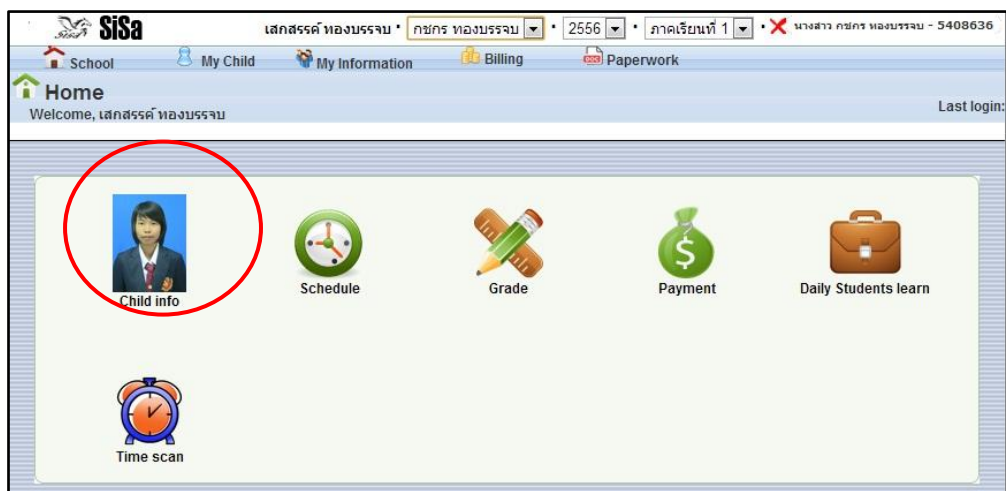 SiSa เสกสรรค์ ทองบรรจบ • กชกร ทองบรรจบ • 2556 • ภาคเรียนที่ 1 • นางสาว กชกร ทองบรรจบ - 5408636
School My Child My Information Billing Paperwork
Home
Welcome, เสกสรรค์ ทองบรรจบ Last login:
Child info Schedule Grade Payment Daily Students learn
Time scan